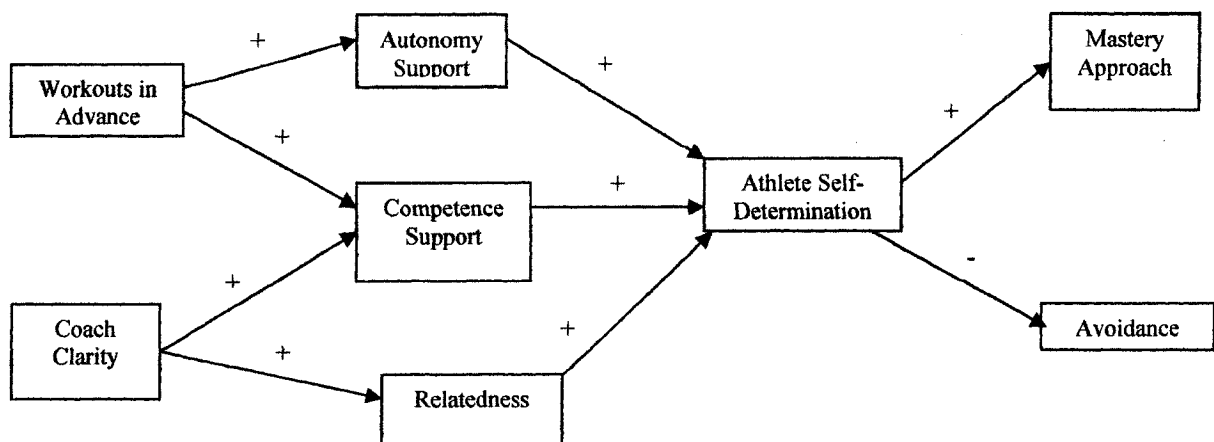 Workouts in
Advance
+
+
Autonomy
Support
+
Competence
Support
+
Coach
Clarity
+
+
Relatedness
+
Athlete Self-
Determination
+
-
Mastery
Approach
Avoidance